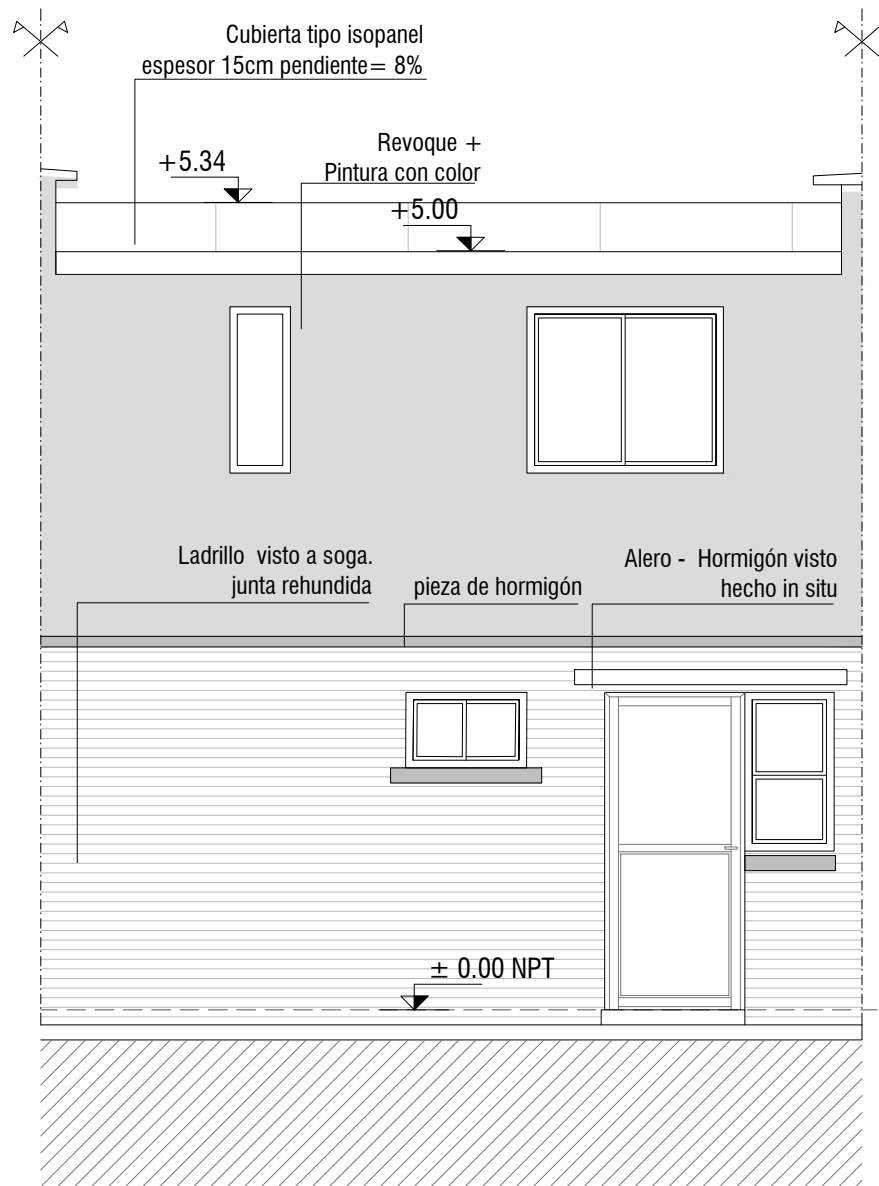 Cubierta tipo isopanel
espesor 15cm pendiente= 8%
Revoque +
Pintura con color
+5.34
+5.00
Ladrillo visto a soga.
junta rehundida
pieza de hormigón
Alero - Hormigón visto
hecho in situ
± 0.00 NPT